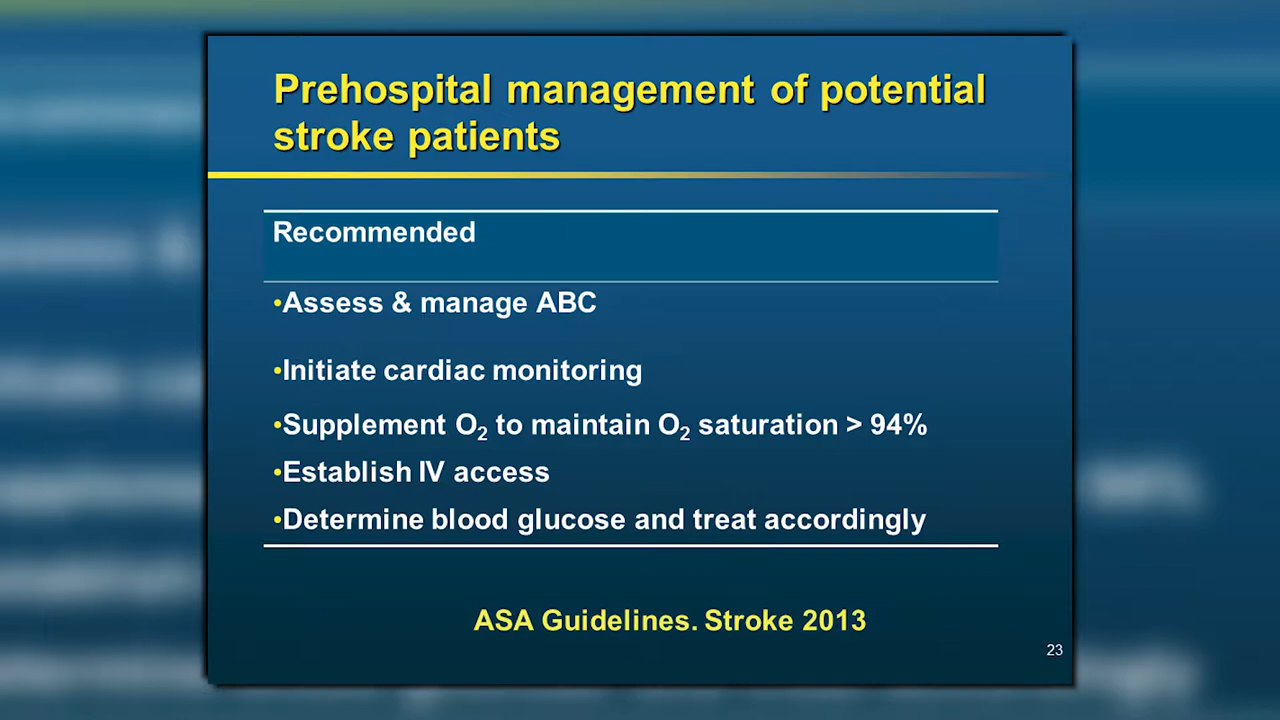 Prehospital management of potential
stroke patients
Recommended
•Assess & manage ABC
•Initiate cardiac monitoring
•Supplement O₂ to maintain O₂ saturation > 94%
•Establish IV access
•Determine blood glucose and treat accordingly
ASA Guidelines. Stroke 2013
23